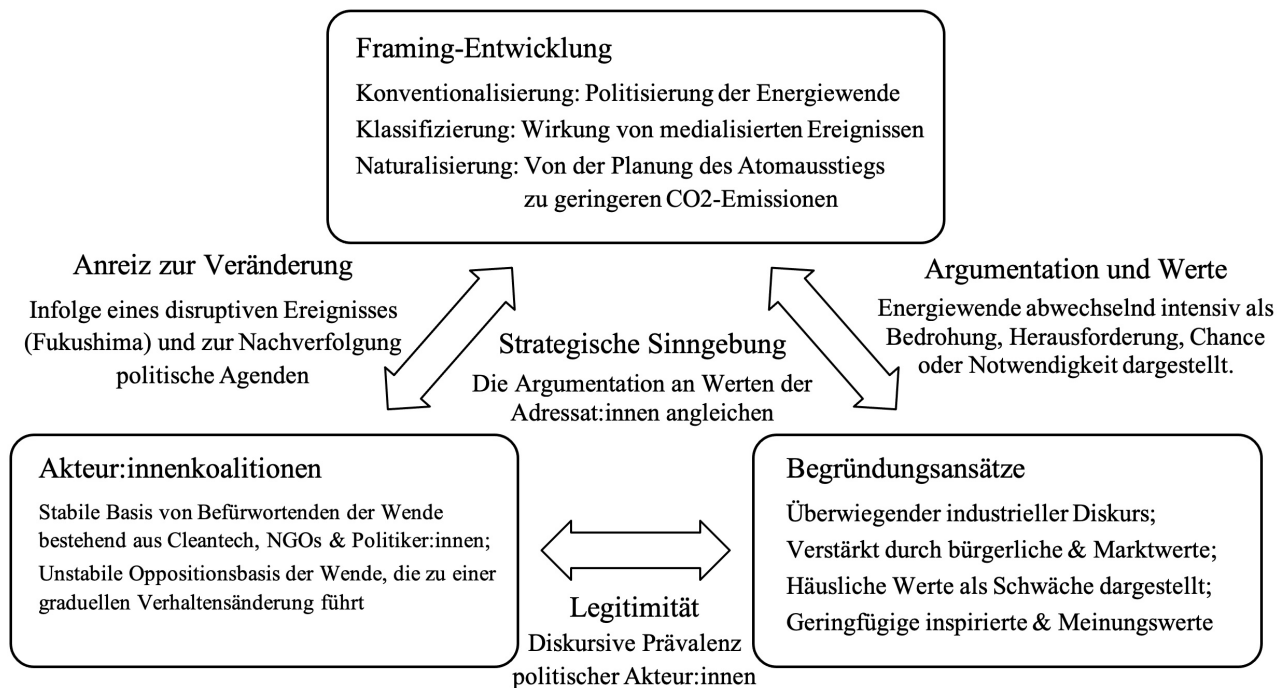 Framing-Entwicklung
Konventionalisierung: Politisierung der Energiewende
Klassifizierung: Wirkung von medialisierten Ereignissen
Naturalisierung: Von der Planung des Atomausstiegs
zu geringeren CO2-Emissionen
Anreiz zur Veränderung
Infolge eines disruptiven Ereignisses
(Fukushima) und zur Nachverfolgung
politische Agenden
Strategische Sinngebung
Die Argumentation an Werten der
Adressat:innen angleichen
Argumentation und Werte
Energiewende abwechselnd intensiv als
Bedrohung, Herausforderung, Chance
oder Notwendigkeit dargestellt.
Akteur:innenkoalitionen
Stabile Basis von Befürwortenden der Wende
bestehend aus Cleantech, NGOs & Politiker:innen;
Unstabile Oppositionsbasis der Wende, die zu einer
graduellen Verhaltensänderung führt
Legitimität
Diskursive Prävalenz
politischer Akteur:innen
Begründungsansätze
Überwiegender industrieller Diskurs;
Verstärkt durch bürgerliche & Marktwerte;
Häusliche Werte als Schwäche dargestellt;
Geringfügige inspirierte & Meinungswerte